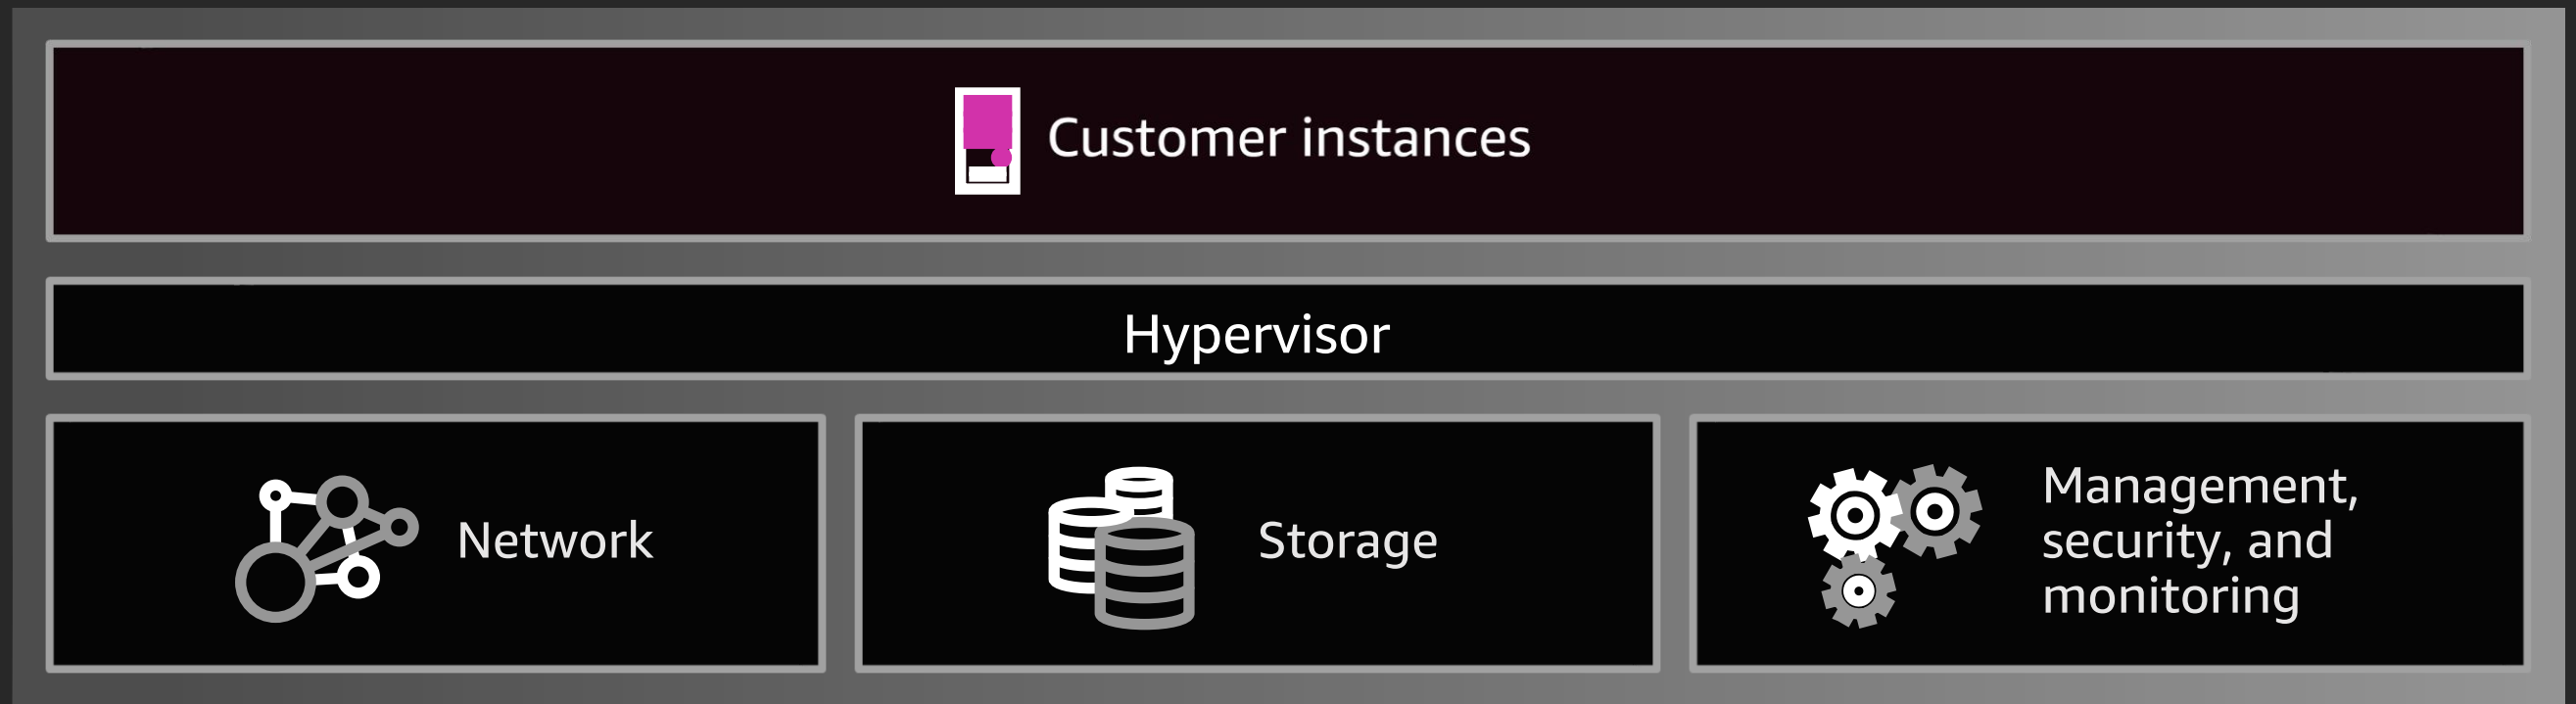 Customer instances
Hypervisor
Network
Storage
Management,
security, and
monitoring